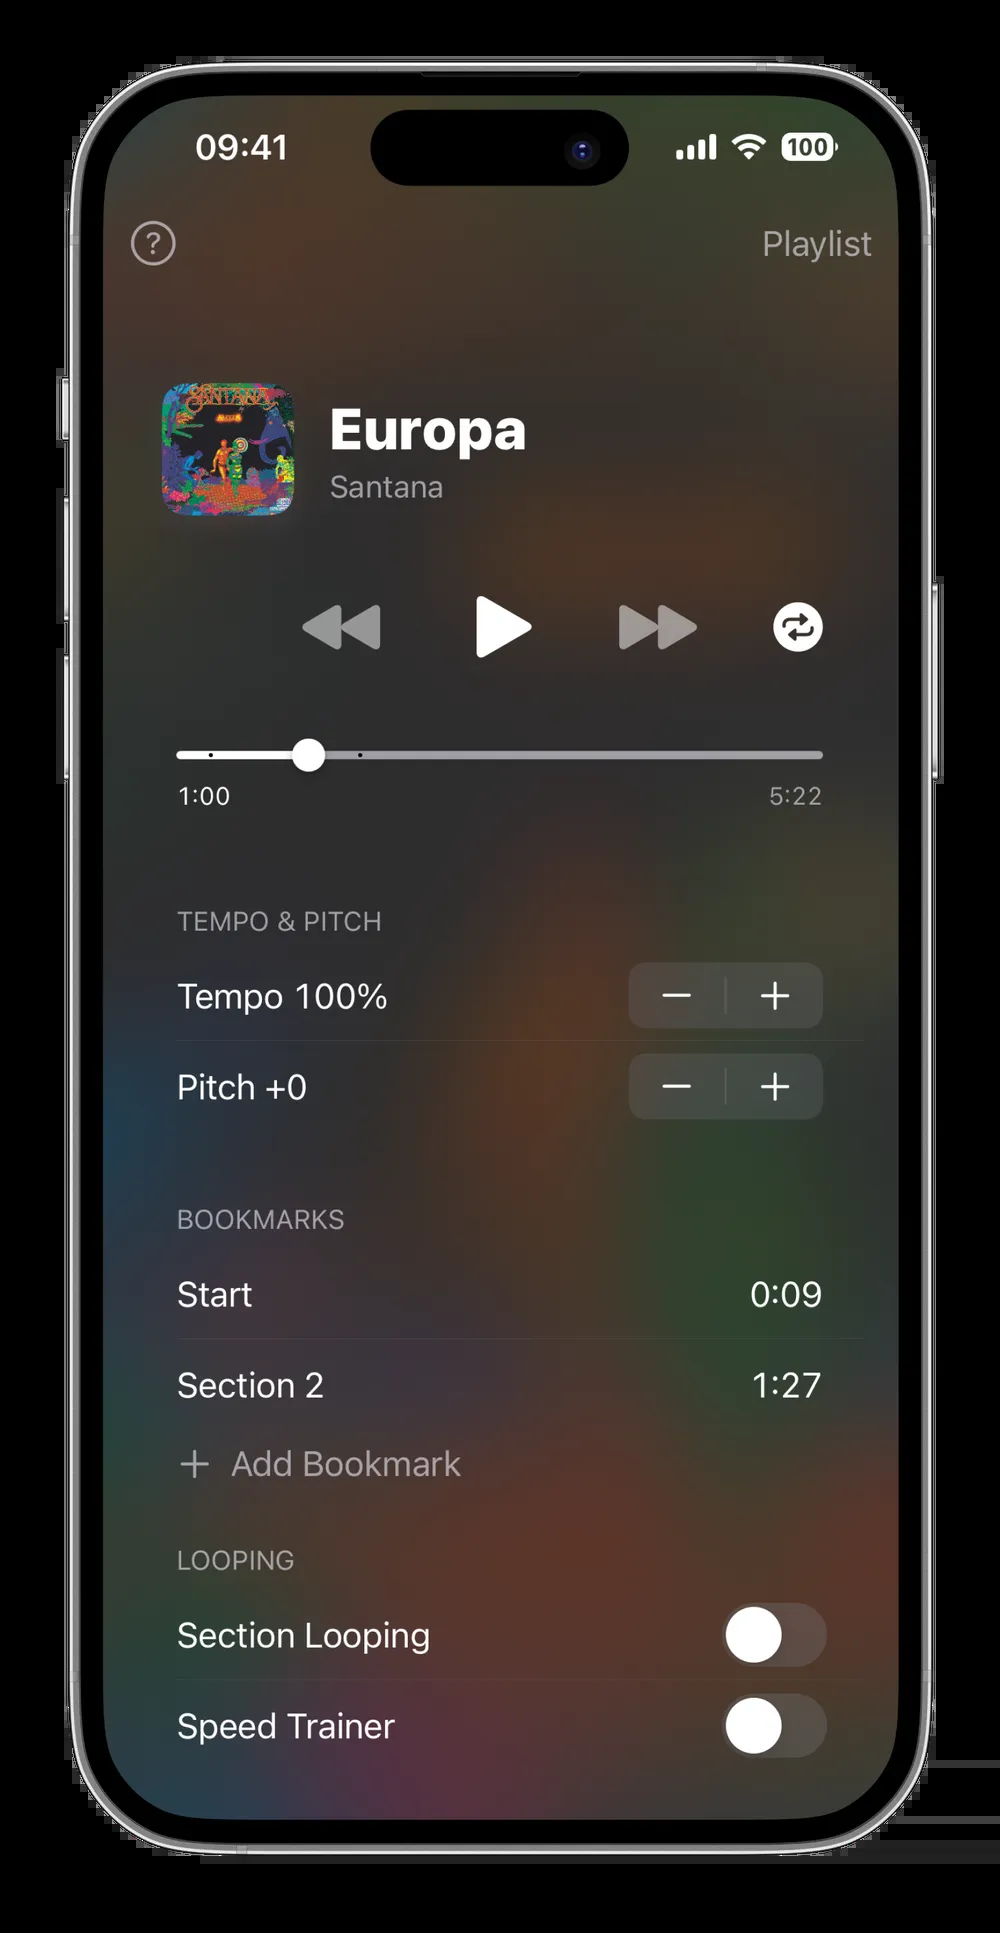 09:41
100
?
Playlist
SANTANA
Europa
Santana
1:00
5:22
TEMPO & PITCH
Tempo 100%
− +
Pitch +0
− +
BOOKMARKS
Start
0:09
Section 2
1:27
+ Add Bookmark
LOOPING
Section Looping
Speed Trainer